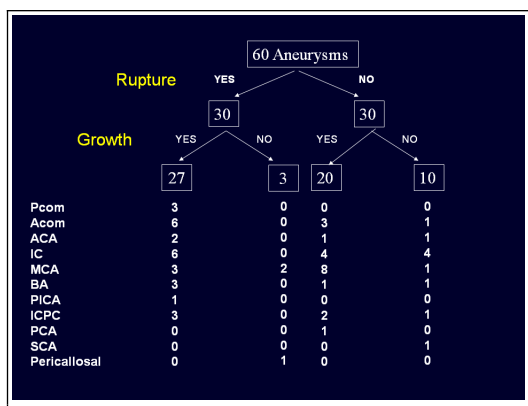 60 Aneurysms
Rupture YES NO
30 30
Growth YES NO YES NO
27 3 20 10
Pcom 3 0 0 0
Acom 6 0 3 1
ACA 2 0 1 1
IC 6 0 4 4
MCA 3 2 8 1
BA 3 0 1 1
PICA 1 0 0 0
ICPC 3 0 2 1
PCA 0 0 1 0
SCA 0 0 0 1
Pericallosal 0 1 0 0